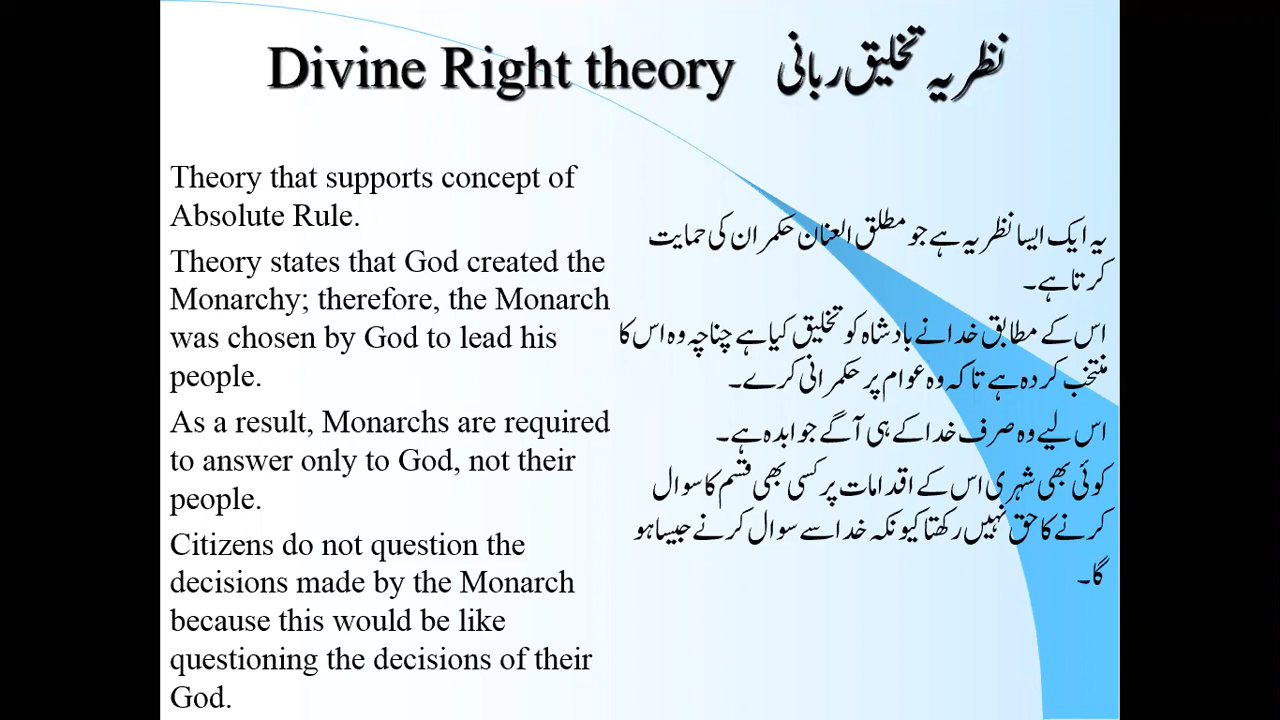 Divine Right theory نظریہ تخلیق ربانی
Theory that supports concept of
Absolute Rule.
Theory states that God created the
Monarchy; therefore, the Monarch
was chosen by God to lead his
people.
As a result, Monarchs are required
to answer only to God, not their
people.
Citizens do not question the
decisions made by the Monarch
because this would be like
questioning the decisions of their
God.
یہ ایک ایسا نظریہ ہے جو مطلق العنان حکمران کی حمایت
کرتا ہے۔
اس کے مطابق خدا نے بادشاہ کو تخلیق کیا ہے چناچہ وہ اس کا
منتخب کردہ ہے تاکہ وہ عوام پر حکمرانی کرے۔
اس لیے وہ صرف خدا کے ہی آگے جوابدہ ہے۔
کوئی بھی شہری اس کے اقدامات پر کسی بھی قسم کا سوال
کرنے کا حق نہیں رکھتا کیونکہ خدا سے سوال کرنے جیسا ہو
گا۔